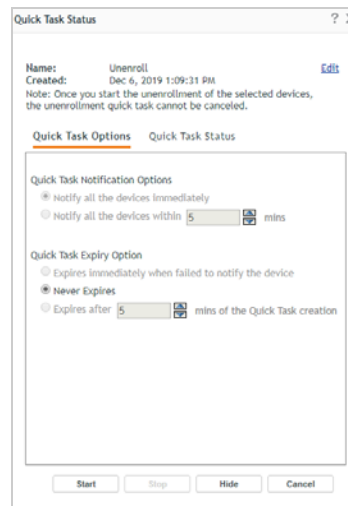 Quick Task Status ?
Name: Unenroll Edit
Created: Dec 6, 2019 1:09:31 PM
Note: Once you start the unenrollment of the selected devices,
the unenrollment quick task cannot be canceled.
Quick Task Options Quick Task Status
Quick Task Notification Options
Notify all the devices immediately
Notify all the devices within 5 mins
Quick Task Expiry Option
Expires immediately when failed to notify the device
Never Expires
Expires after 5 mins of the Quick Task creation
Start Stop Hide Cancel